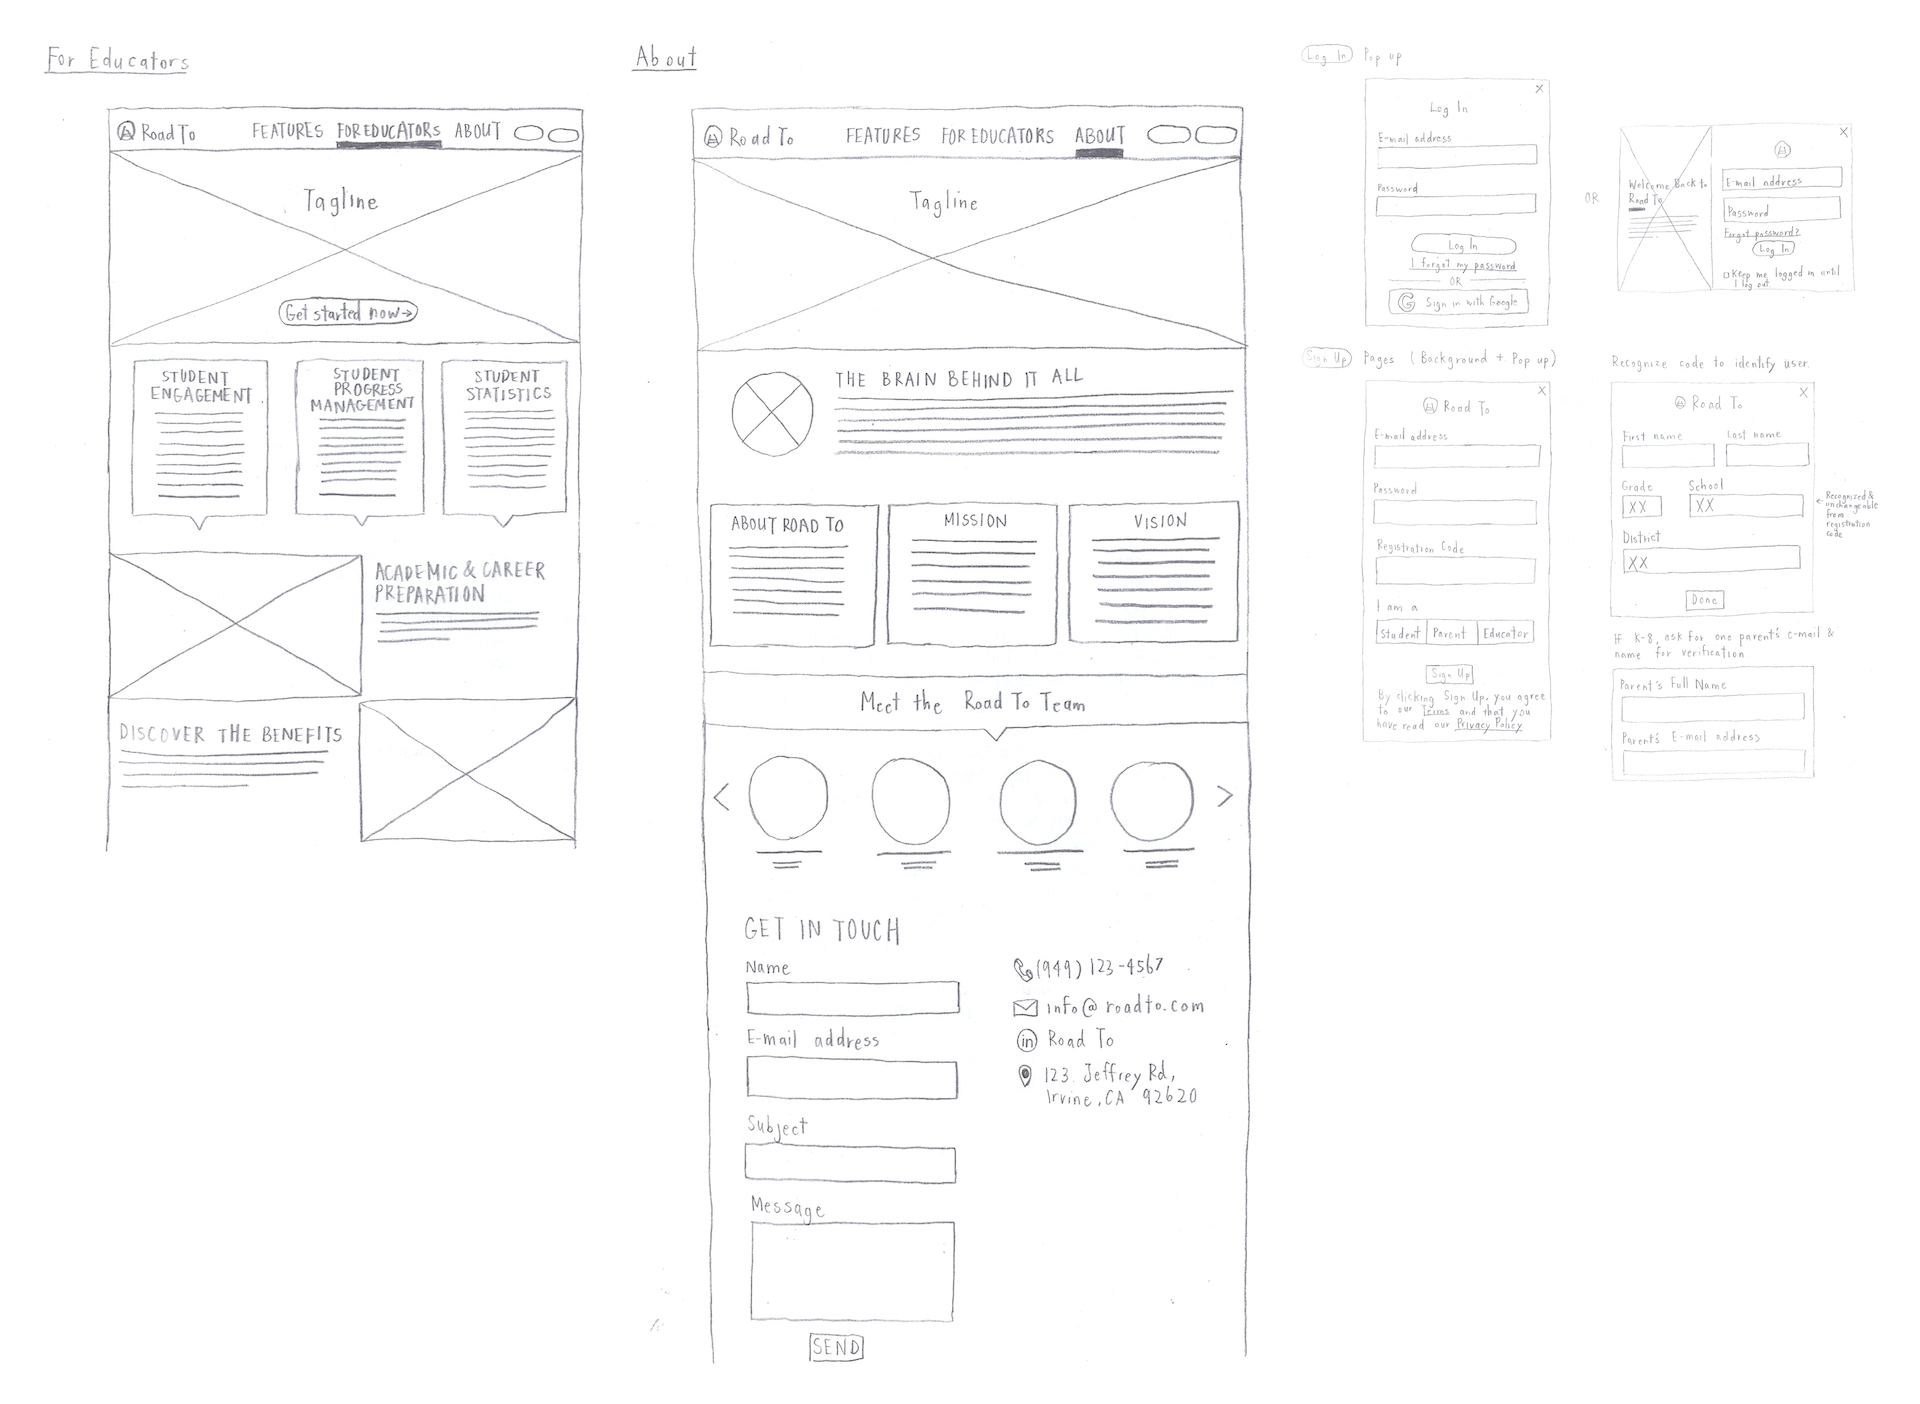 For Educators
Road To FEATURES FOR EDUCATORS ABOUT
Tagline
Get started now→
STUDENT
ENGAGEMENT
STUDENT
PROGRESS
MANAGEMENT
STUDENT
STATISTICS
ACADEMIC & CAREER
PREPARATION
DISCOVER THE BENEFITS
About
Road To FEATURES FOR EDUCATORS ABOUT
Tagline
THE BRAIN BEHIND IT ALL
ABOUT ROAD TO
MISSION
VISION
Meet the Road To Team
GET IN TOUCH
Name
E-mail address
Subject
Message
SEND
(949) 123-4567
info@roadto.com
in Road To
123 Jeffrey Rd,
Irvine, CA 92620
Log In Pop up
X
Log In
E-mail address
Password
Log In
I forgot my password
OR
G Sign in with Google
OR
X
Welcome Back to
Road To
E-mail address
Password
Forgot password?
Log In
Keep me logged in until
I log out.
Sign Up Pages (Background + Pop up)
X
Road To
E-mail address
Password
Registration Code
I am a
Student Parent Educator
Sign Up
By clicking Sign Up, you agree
to our Terms and that you
have read our Privacy Policy
Recognize code to identify user.
X
Road To
First name Last name
Grade School
XX XX
District
XX
Done
← Recognized &
unchangeable
from
registration
code
If K-8, ask for one parent's e-mail &
name for verification
Parent's Full Name
Parent's E-mail address